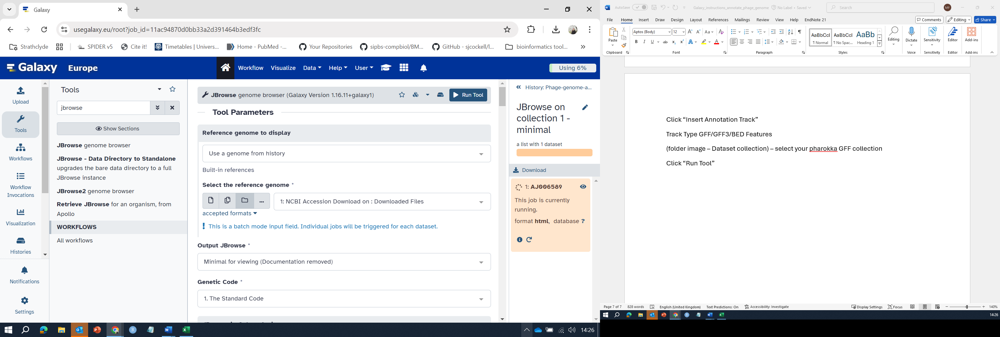 Galaxy
usegalaxy.eu/root?job_id=11ac94870d0bb33a2d391464b3edf3fc
Strathclyde
SPIDER v5
Cite it!
Timetables | Univers...
Home - PubMed -...
Your Repositories
sipbs-compbiol/BM...
GitHub - sjcockell/l...
bioinformatics tool...
»
Galaxy Europe
Workflow
Visualize
Data
Help
User
Using 6%
Upload
Tools
Workflows
Workflow
Invocations
Visualization
Histories
Notifications
Settings
Tools
jbrowse
Show Sections
JBrowse genome browser
JBrowse - Data Directory to Standalone
upgrades the bare data directory to a full
JBrowse instance
JBrowse2 genome browser
Retrieve JBrowse for an organism, from
Apollo
WORKFLOWS
All workflows
JBrowse genome browser (Galaxy Version 1.16.11+galaxy1)
Run Tool
Tool Parameters
Reference genome to display
Use a genome from history
Built-in references
Select the reference genome *
...
1: NCBI Accession Download on : Downloaded Files
accepted formats
! This is a batch mode input field. Individual jobs will be triggered for each dataset.
Output JBrowse *
Minimal for viewing (Documentation removed)
Genetic Code *
1. The Standard Code
« History: Phage-genome-a...
JBrowse on
collection 1 -
minimal
a list with 1 dataset
Download
1: AJ006589
This job is currently
running.
format html, database ?
14:26
AutoSave
Galaxy_instructions_annotate_phage_genome
No Label • Saved
Search
MF
File
Home
Insert
Draw
Design
Layout
References
Mailings
Review
View
Help
EndNote 21
Comments
Editing
Share
Paste
Clipboard
Aptos (Body)
12
Font
Paragraph
AaBbCcI
¶ Normal
AaBbCcI
¶ No Spac...
AaBb
Heading 1
Styles
Editing
Dictate
Voice
Sensitivity
Sensitivity
Editor
Editor
Add-ins
Add-ins
Click “Insert Annotation Track”
Track Type GFF/GFF3/BED Features
(folder image – Dataset collection) – select your pharokka GFF collection
Click “Run Tool”
Page 7 of 7
828 words
English (United Kingdom)
Text Predictions: On
Accessibility: Investigate
Display Settings
Focus
140%
14:26